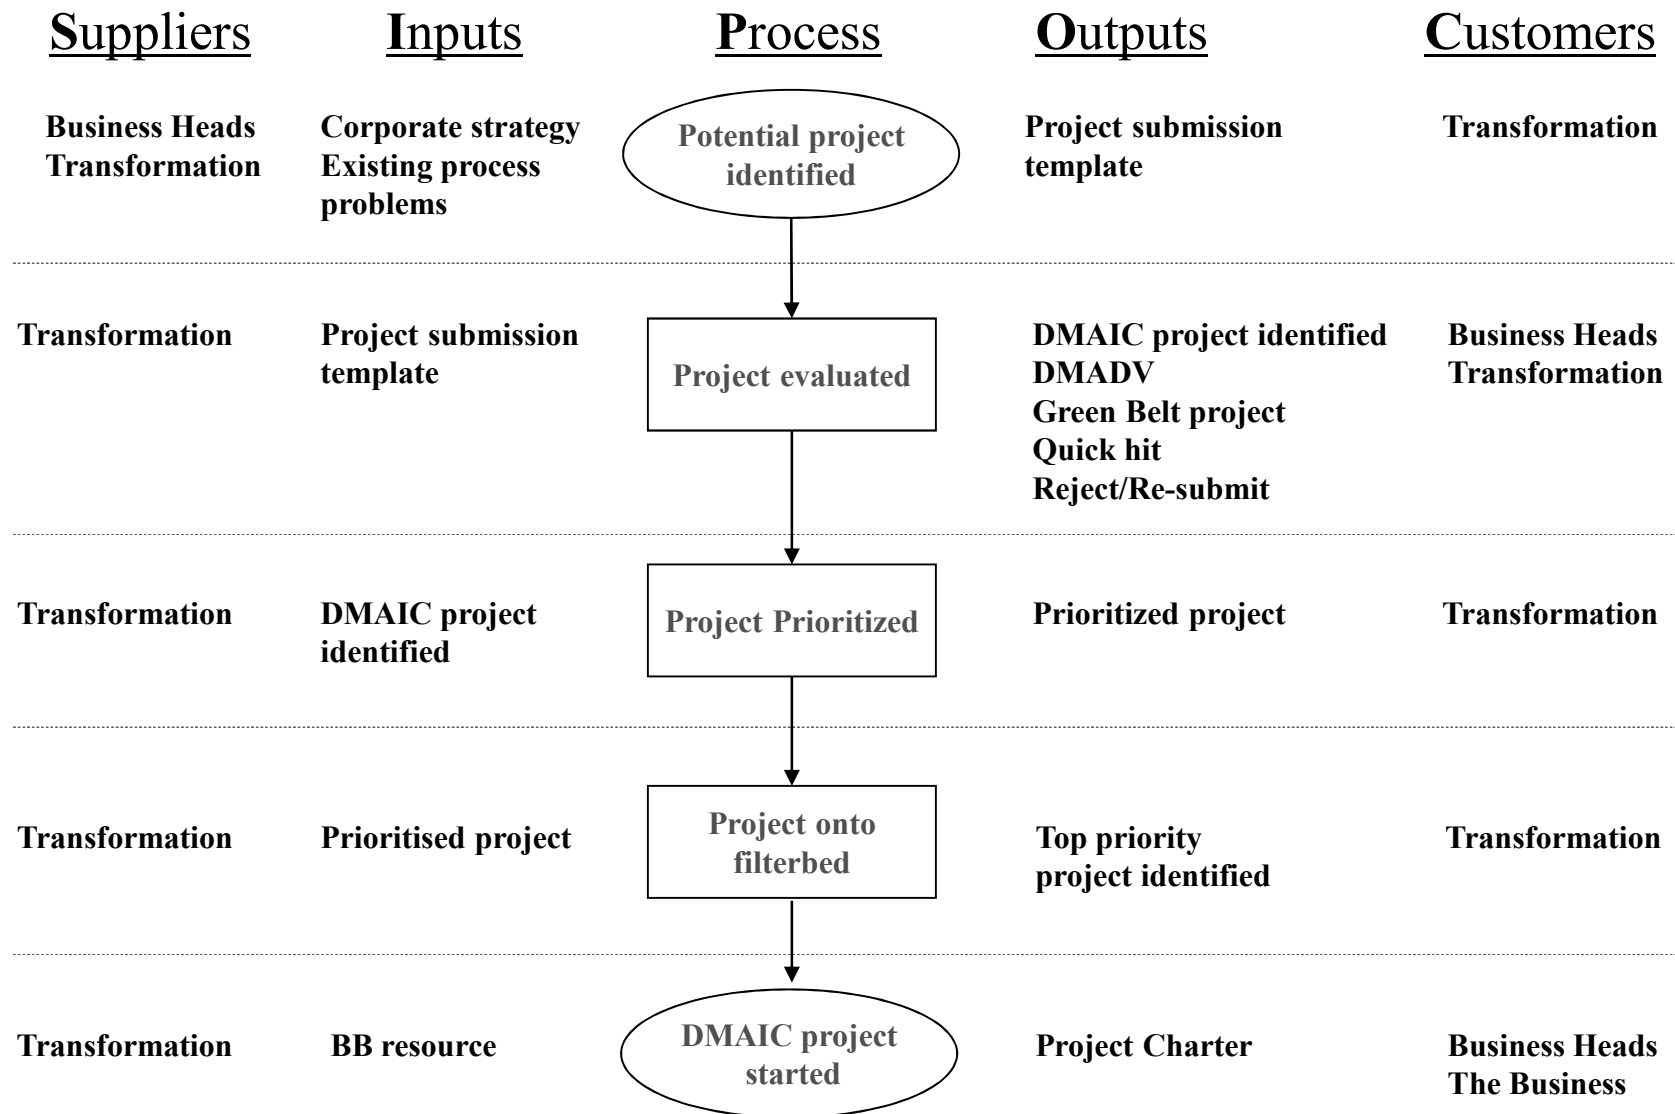 Suppliers Inputs Process Outputs Customers
Business Heads
Transformation
Corporate strategy
Existing process
problems
Potential project
identified
Project submission
template
Transformation
Transformation
Project submission
template
Project evaluated
DMAIC project identified
DMADV
Green Belt project
Quick hit
Reject/Re-submit
Business Heads
Transformation
Transformation
DMAIC project
identified
Project Prioritized
Prioritized project
Transformation
Transformation
Prioritised project
Project onto
filterbed
Top priority
project identified
Transformation
Transformation
BB resource
DMAIC project
started
Project Charter
Business Heads
The Business